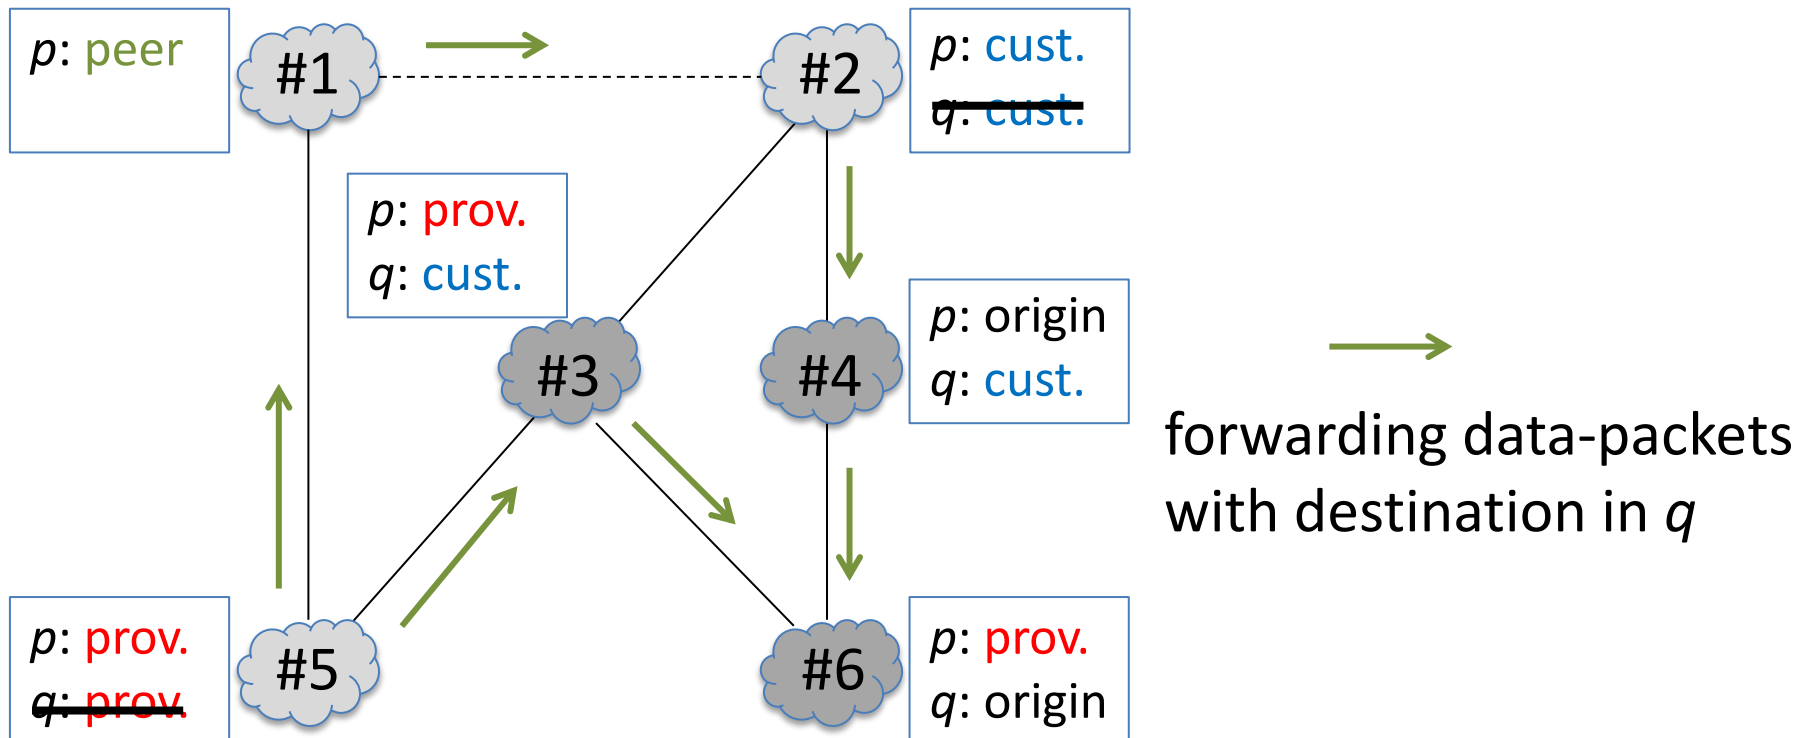 p: peer
#1
#2
p: cust.
q: cust.
p: prov.
q: cust.
#3
#4
p: origin
q: cust.
forwarding data-packets
with destination in q
p: prov.
q: prov.
#5
#6
p: prov.
q: origin